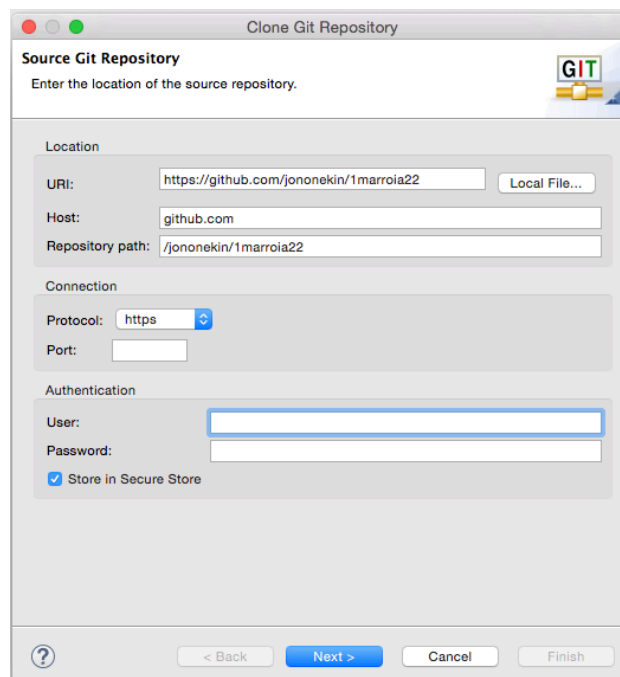 Clone Git Repository
Source Git Repository
Enter the location of the source repository.
GIT
Location
URI: https://github.com/jononekin/1marroia22 Local File...
Host: github.com
Repository path: /jononekin/1marroia22
Connection
Protocol: https
Port:
Authentication
User:
Password:
Store in Secure Store
? < Back Next > Cancel Finish